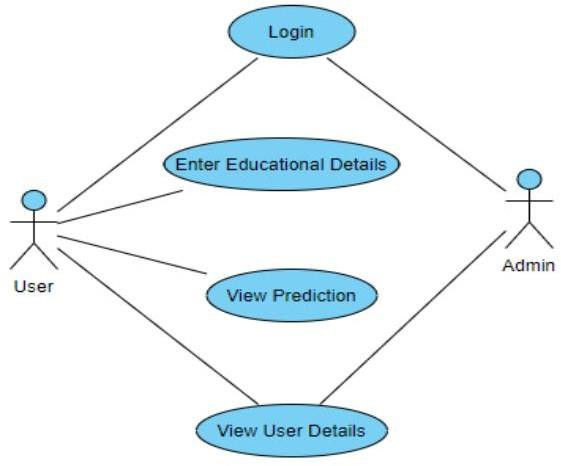 Login
Enter Educational Details
User
Admin
View Prediction
View User Details